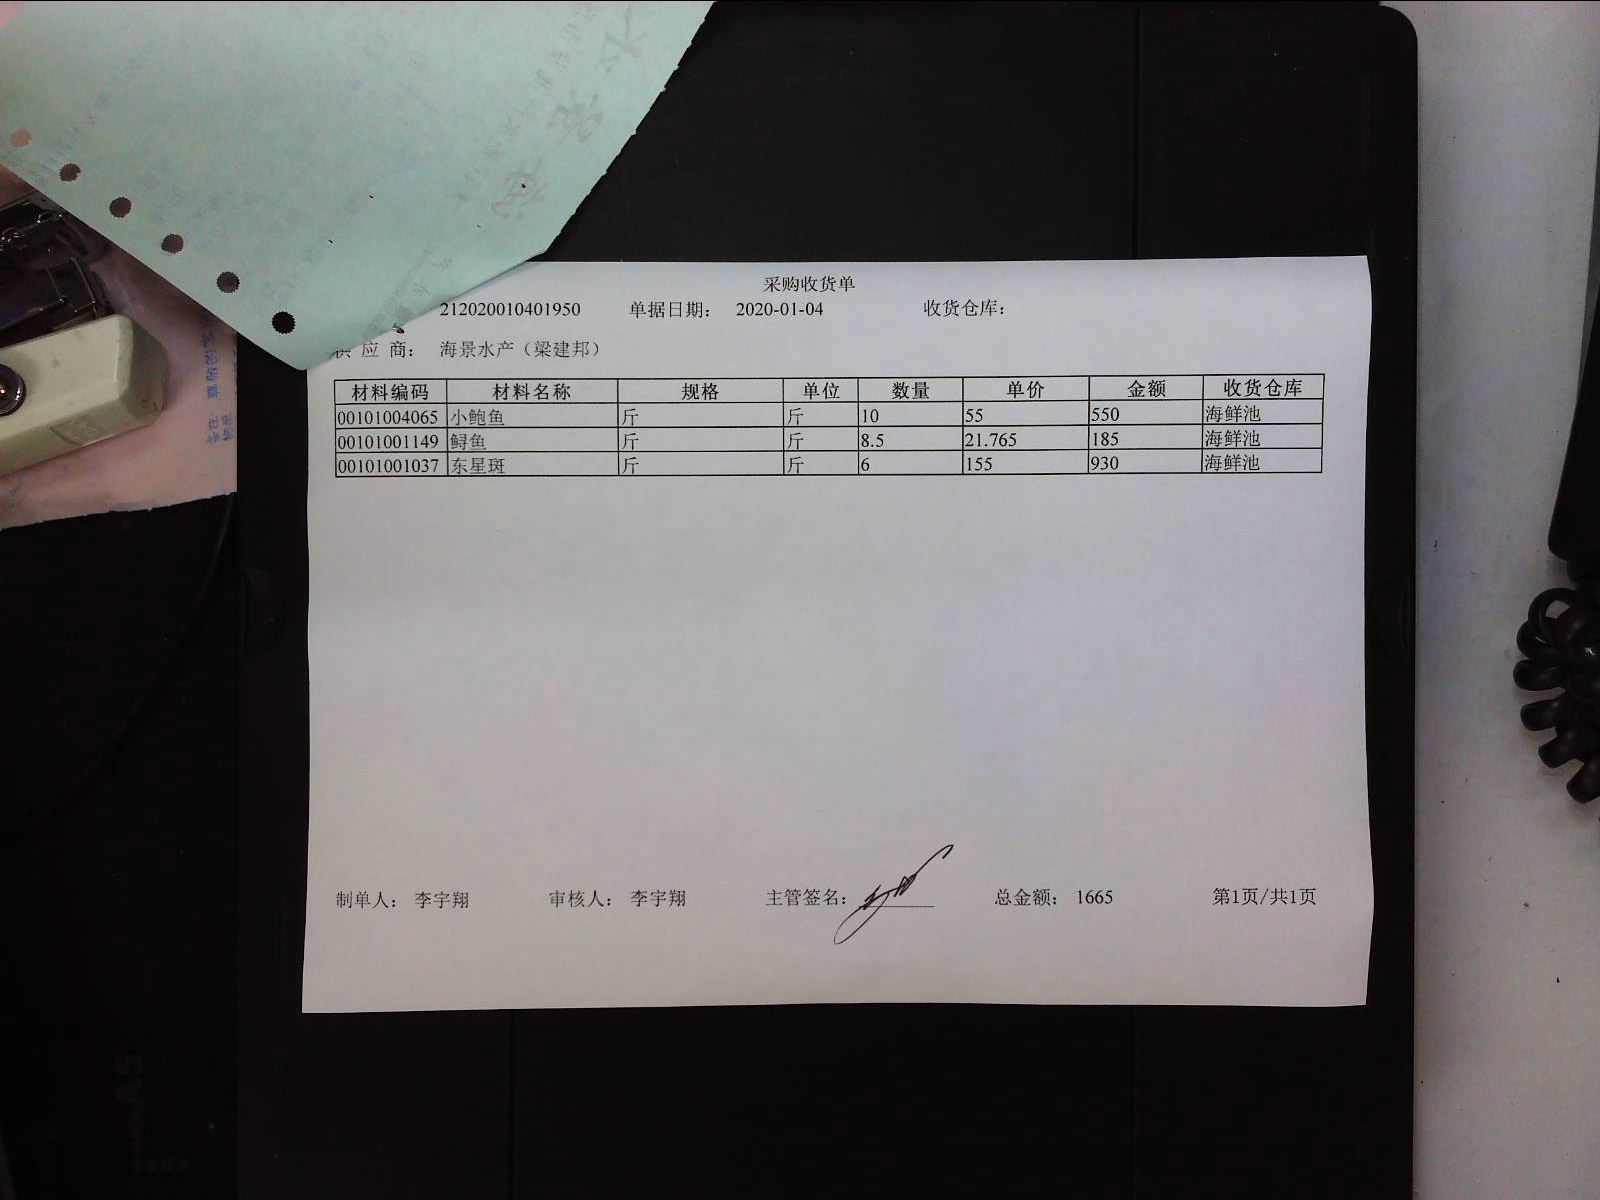 采购收货单
212020010401950 单据日期： 2020-01-04 收货仓库：
供 应 商： 海景水产（梁建邦）
材料编码 材料名称 规格 单位 数量 单价 金额 收货仓库
00101004065 小鲍鱼 斤 斤 10 55 550 海鲜池
00101001149 鲟鱼 斤 斤 8.5 21.765 185 海鲜池
00101001037 东星斑 斤 斤 6 155 930 海鲜池
制单人： 李宇翔 审核人： 李宇翔 主管签名： 总金额： 1665 第1页/共1页